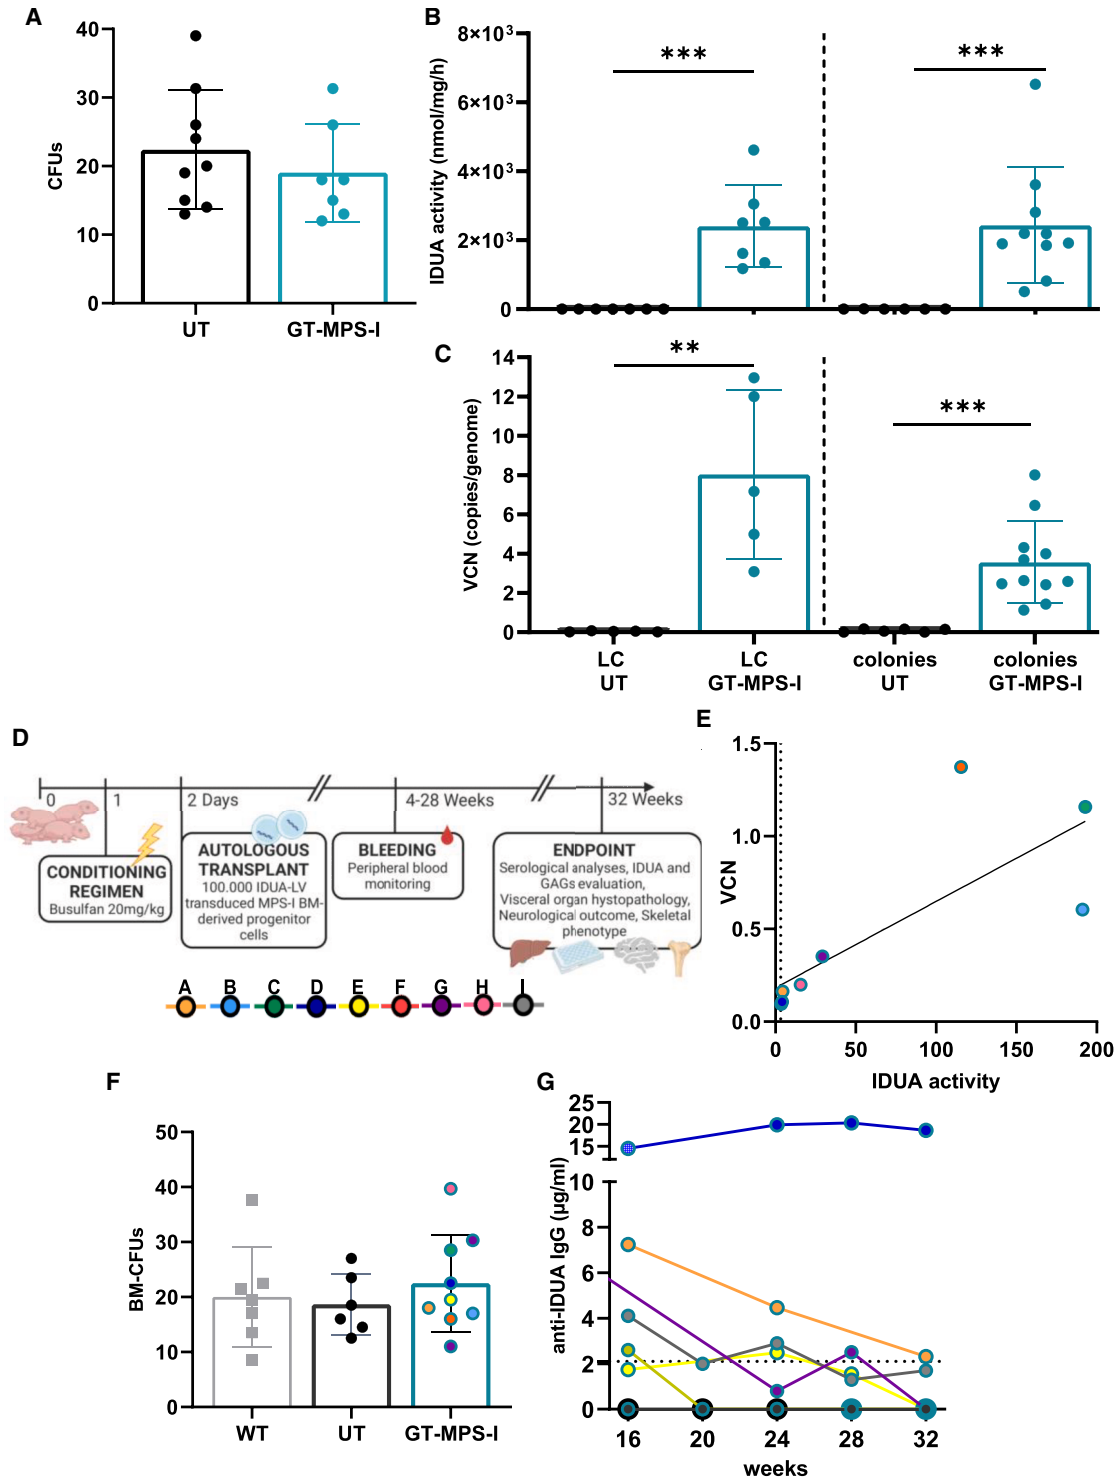 A
40
30
20
10
0
CFUs
UT
GT-MPS-I
B
8×10³
6×10³
4×10³
2×10³
0
IDUA activity (nmol/mg/h)
***
***
C
14
12
10
8
6
4
2
0
VCN (copies/genome)
**
***
LC
UT
LC
GT-MPS-I
colonies
UT
colonies
GT-MPS-I
D
0
1
2 Days
4-28 Weeks
32 Weeks
CONDITIONING
REGIMEN
Busulfan 20mg/kg
AUTOLOGOUS
TRANSPLANT
100.000 IDUA-LV
transduced MPS-I BM-
derived progenitor
cells
BLEEDING
Peripheral blood
monitoring
ENDPOINT
Serological analyses, IDUA and
GAGs evaluation,
Visceral organ hystopathology,
Neurological outcome, Skeletal
phenotype
A B C D E F G H I
E
1.5
1.0
0.5
0.0
VCN
0 50 100 150 200
IDUA activity
F
50
40
30
20
10
0
BM-CFUs
WT
UT
GT-MPS-I
G
25
20
15
10
8
6
4
2
0
anti-IDUA IgG (µg/ml)
16 20 24 28 32
weeks